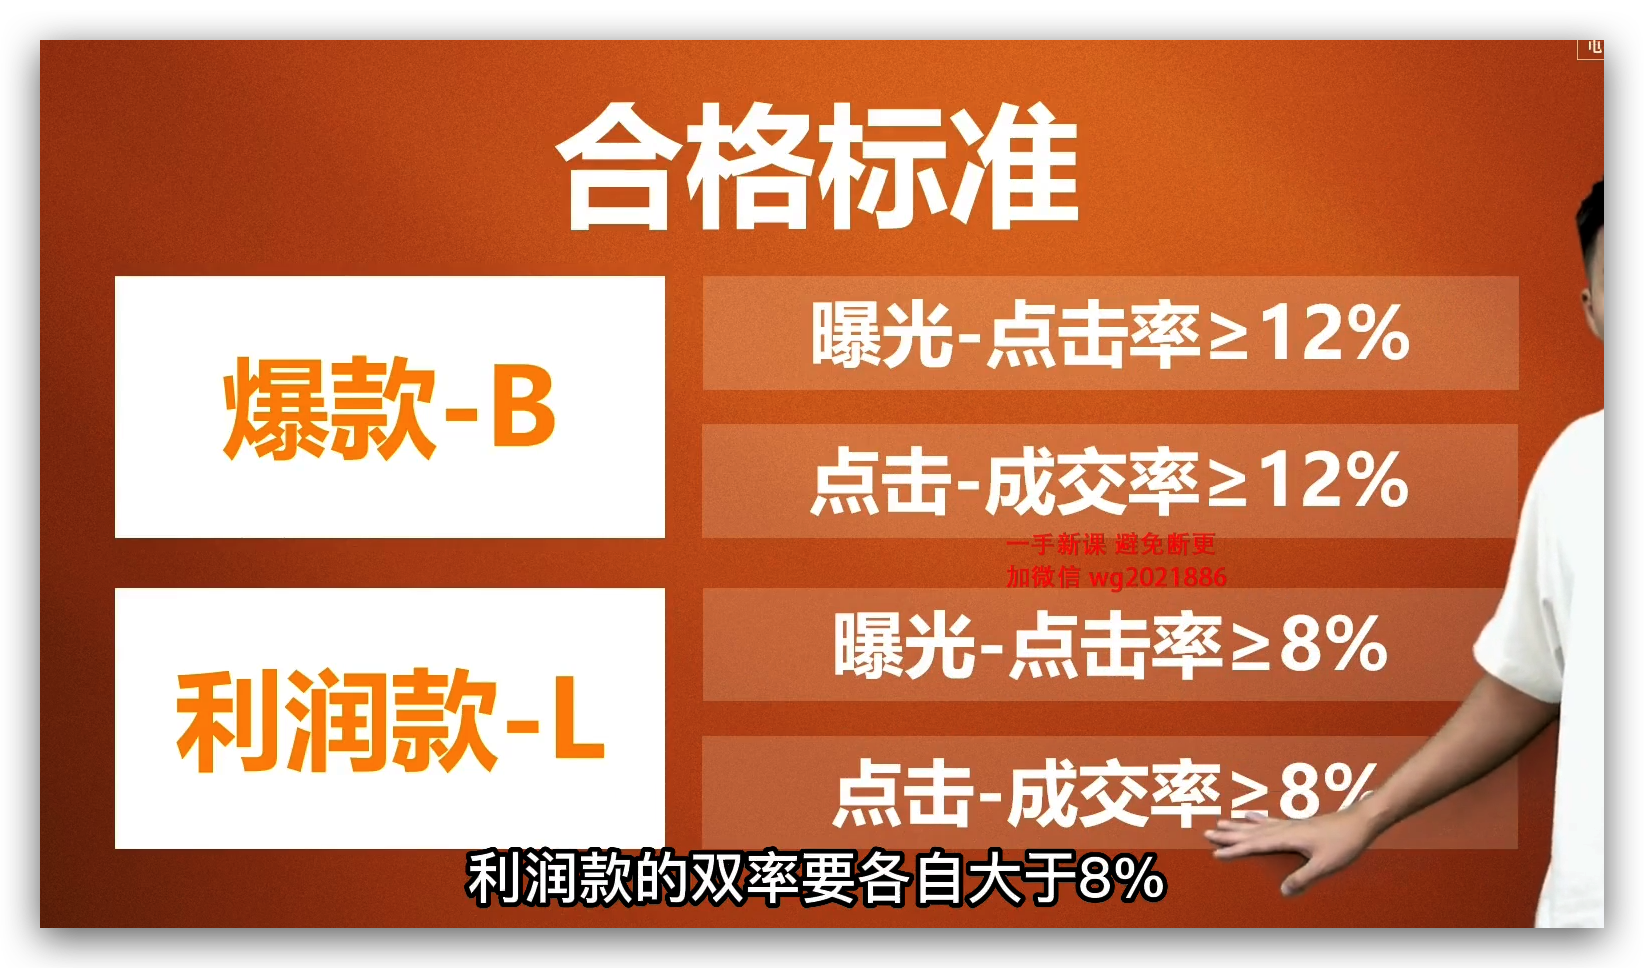 合格标准
爆款-B
曝光-点击率≥12%
点击-成交率≥12%
一手新课 避免断更
加微信 wg2021886
利润款-L
曝光-点击率≥8%
点击-成交率≥8%
利润款的双率要各自大于8%